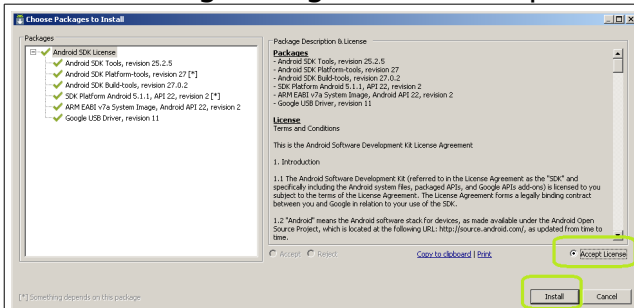 Choose Packages to Install
Packages
Android SDK License
Android SDK Tools, revision 25.2.5
Android SDK Platform-tools, revision 27 [*]
Android SDK Build-tools, revision 27.0.2
SDK Platform Android 5.1.1, API 22, revision 2 [*]
ARM EABI v7a System Image, Android API 22, revision 2
Google USB Driver, revision 11
Package Description & License
Packages
- Android SDK Tools, revision 25.2.5
- Android SDK Platform-tools, revision 27
- Android SDK Build-tools, revision 27.0.2
- SDK Platform Android 5.1.1, API 22, revision 2
- ARM EABI v7a System Image, Android API 22, revision 2
- Google USB Driver, revision 11
License
Terms and Conditions
This is the Android Software Development Kit License Agreement
1. Introduction
1.1 The Android Software Development Kit (referred to in the License Agreement as the "SDK" and
specifically including the Android system files, packaged APIs, and Google APIs add-ons) is licensed to you
subject to the terms of the License Agreement. The License Agreement forms a legally binding contract
between you and Google in relation to your use of the SDK.
1.2 "Android" means the Android software stack for devices, as made available under the Android Open
Source Project, which is located at the following URL: http://source.android.com/, as updated from time to
time.
Accept Reject Copy to clipboard | Print Accept License
[*] Something depends on this package
Install Cancel